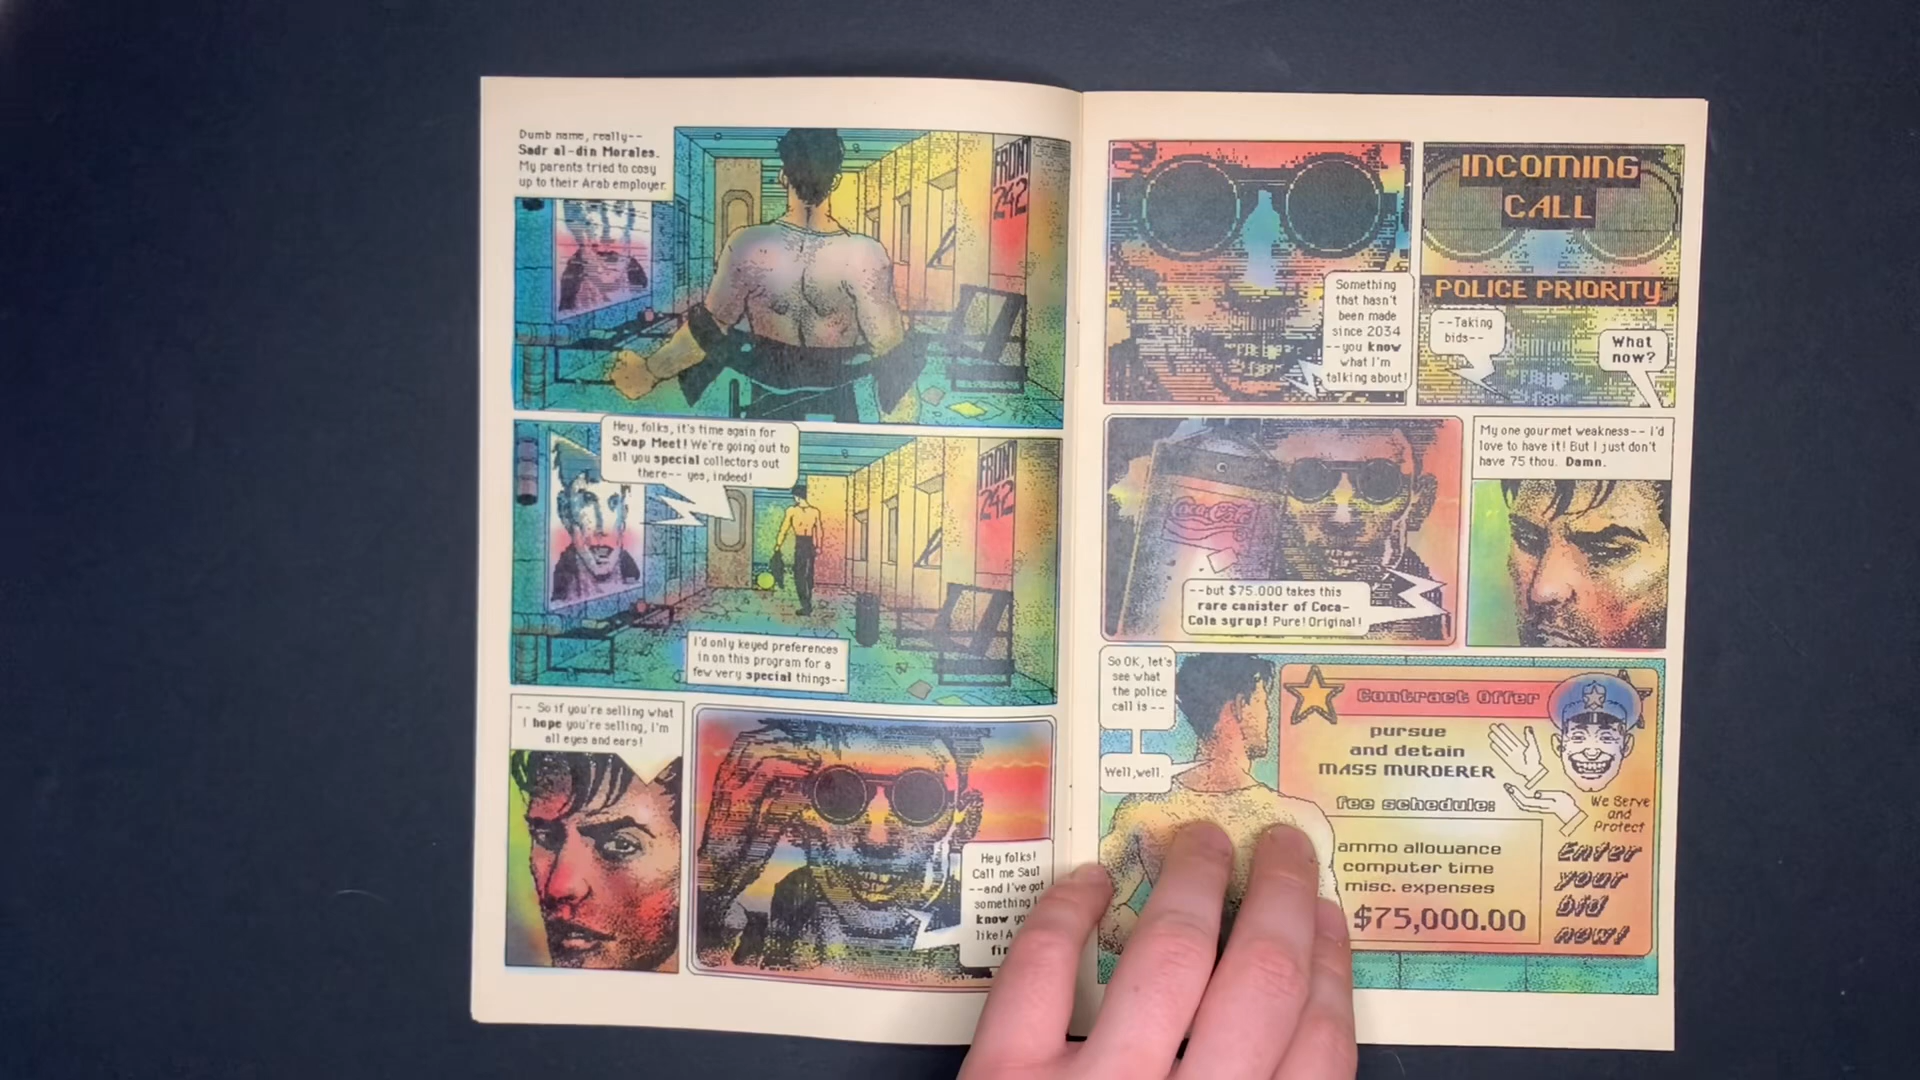 Dumb name, really--
Sadr al-din Morales.
My parents tried to cosy
up to their Arab employer.
FRONT
242
Hey, folks, it's time again for
Swap Meet! We're going out to
all you special collectors out
there-- yes, indeed!
FRONT
242
I'd only keyed preferences
in on this program for a
few very special things--
-- So if you're selling what
I hope you're selling, I'm
all eyes and ears!
Hey folks!
Call me Saul
--and I've got
something I
know
like!
Something
that hasn't
been made
since 2034
--you know
what I'm
talking about!
INCOMING
CALL
POLICE PRIORITY
--Taking
bids--
What
now?
Coca-Cola
--but $75.000 takes this
rare canister of Coca-
Cola syrup! Pure! Original!
My one gourmet weakness-- I'd
love to have it! But I just don't
have 75 thou. Damn.
So OK, let's
see what
the police
call is --
Well, well.
Contract Offer
pursue
and detain
MASS MURDERER
fee schedule:
ammo allowance
computer time
misc. expenses
$75,000.00
We Serve
and
Protect
Enter
your
bid
now!